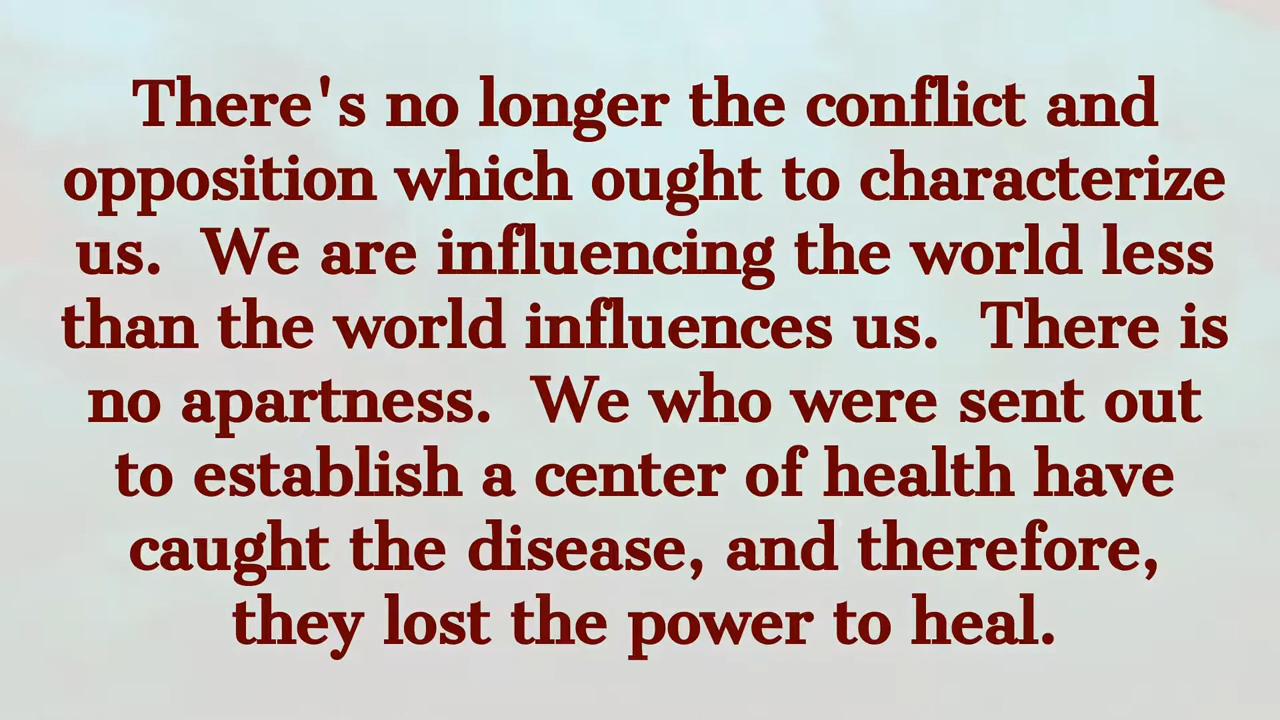 There's no longer the conflict and
opposition which ought to characterize
us.  We are influencing the world less
than the world influences us.  There is
no apartness.  We who were sent out
to establish a center of health have
caught the disease, and therefore,
they lost the power to heal.